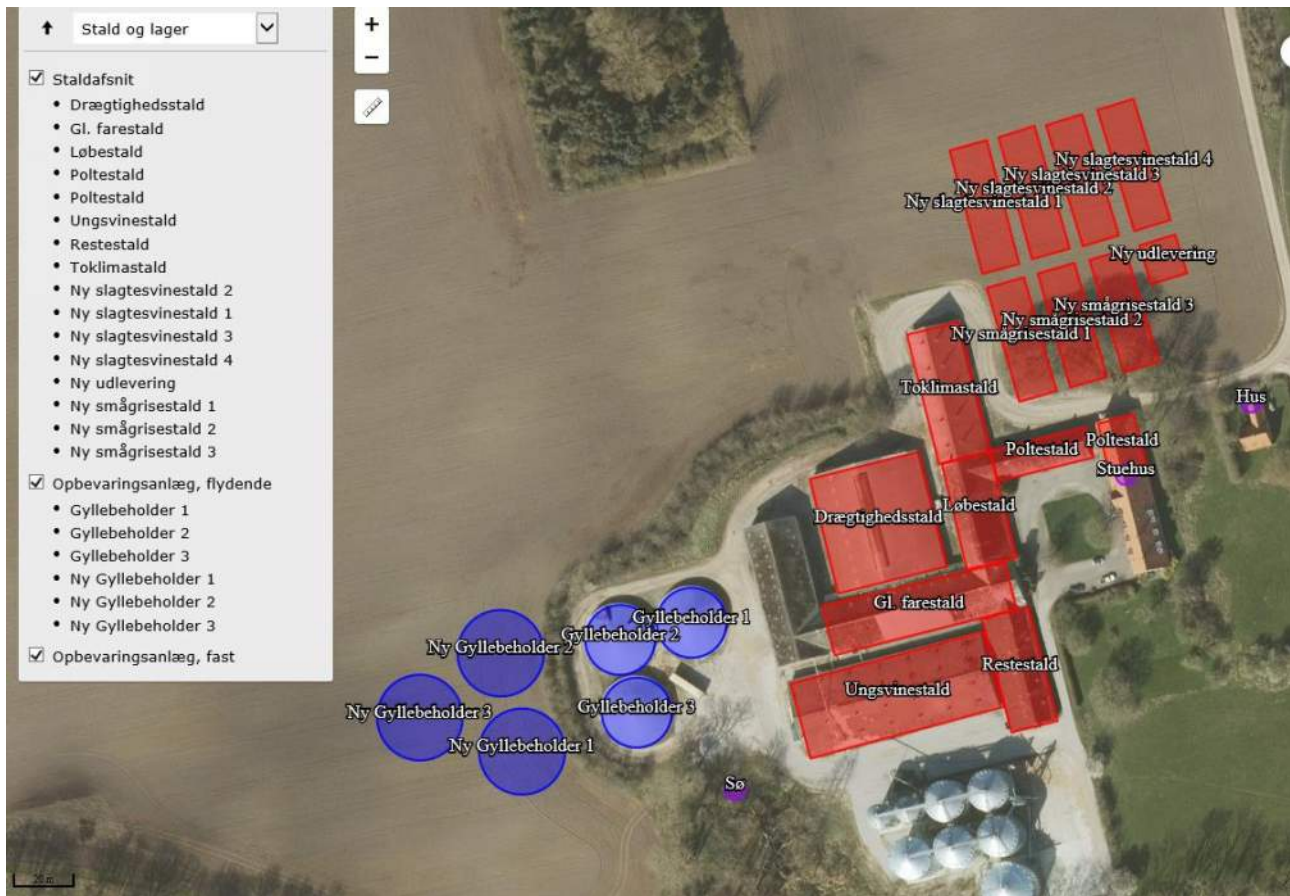 Stald og lager
Staldafsnit
Drægtighedsstald
Gl. farestald
Løbestald
Poltestald
Poltestald
Ungsvinestald
Restestald
Toklimastald
Ny slagtesvinestald 2
Ny slagtesvinestald 1
Ny slagtesvinestald 3
Ny slagtesvinestald 4
Ny udlevering
Ny smågrisestald 1
Ny smågrisestald 2
Ny smågrisestald 3
Opbevaringsanlæg, flydende
Gyllebeholder 1
Gyllebeholder 2
Gyllebeholder 3
Ny Gyllebeholder 1
Ny Gyllebeholder 2
Ny Gyllebeholder 3
Opbevaringsanlæg, fast
+
−
Ny slagtesvinestald 4
Ny slagtesvinestald 3
Ny slagtesvinestald 2
Ny slagtesvinestald 1
Ny udlevering
Ny smågrisestald 3
Ny smågrisestald 2
Ny smågrisestald 1
Toklimastald
Hus
Poltestald
Poltestald
Stuehus
Løbestald
Drægtighedsstald
Gl. farestald
Gyllebeholder 1
Gyllebeholder 2
Ny Gyllebeholder 2
Restestald
Ungsvinestald
Gyllebeholder 3
Ny Gyllebeholder 3
Ny Gyllebeholder 1
Sø
20 m